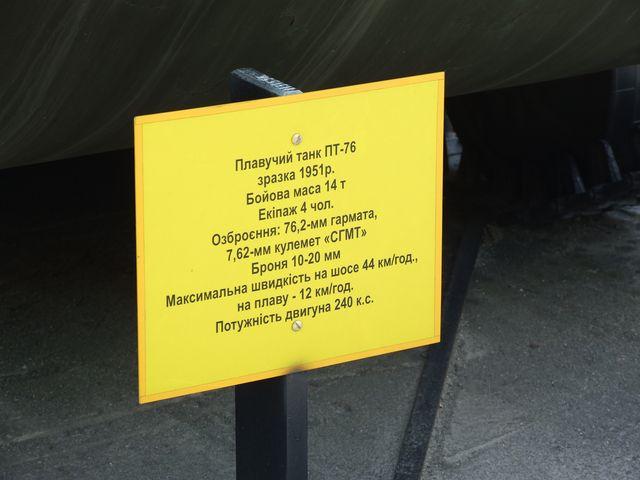 Плавучий танк ПТ-76
зразка 1951р.
Бойова маса 14 т
Екіпаж 4 чол.
Озброєння: 76,2-мм гармата,
7,62-мм кулемет «СГМТ»
Броня 10-20 мм
Максимальна швидкість на шосе 44 км/год.,
на плаву - 12 км/год.
Потужність двигуна 240 к.с.